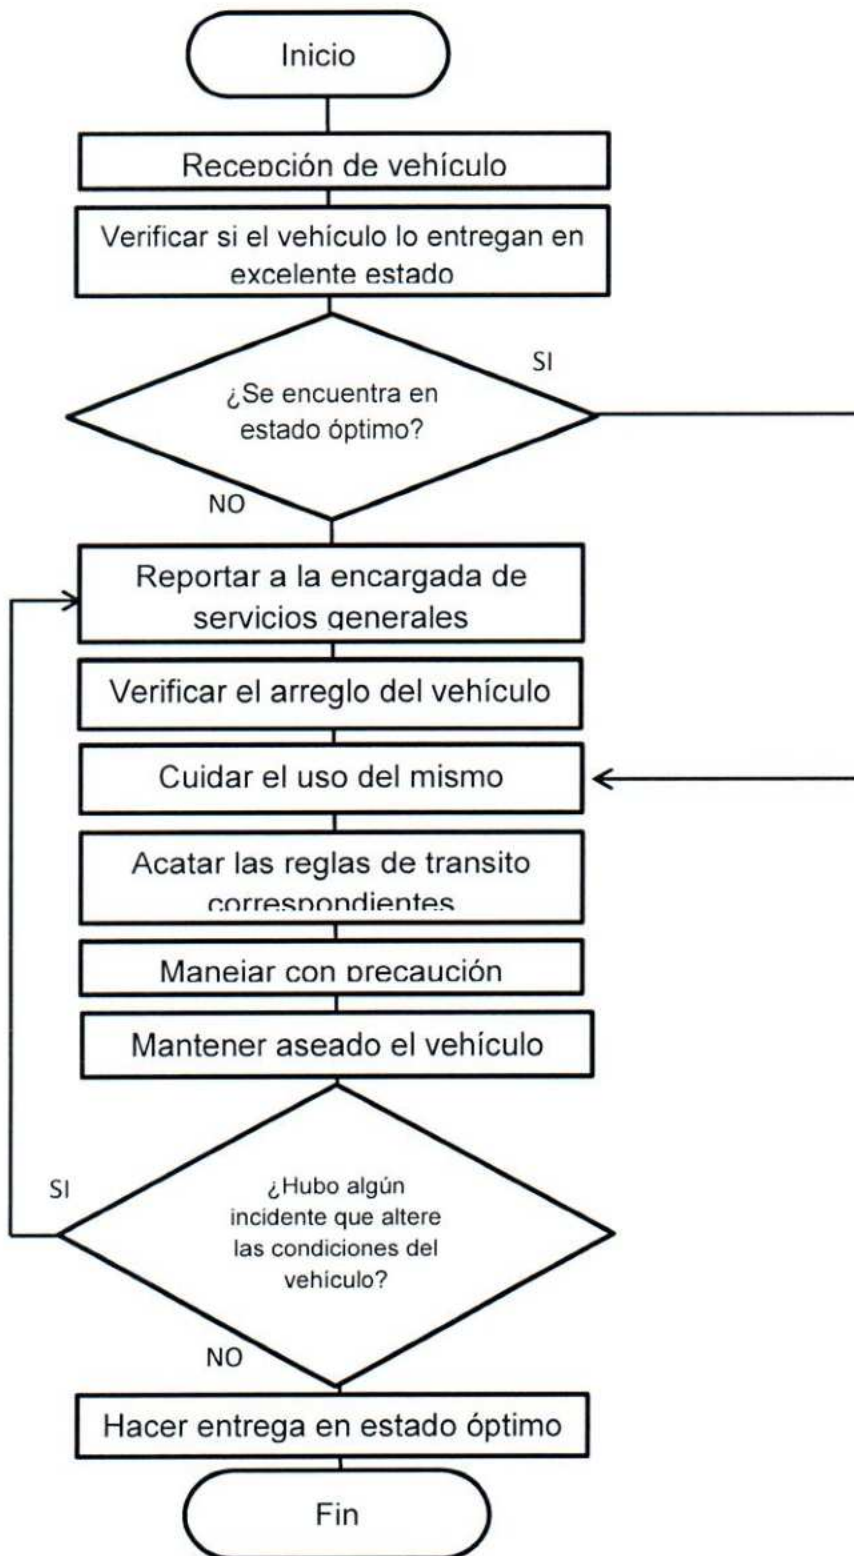 Inicio
Recepción de vehículo
Verificar si el vehículo lo entregan en
excelente estado
SI
¿Se encuentra en
estado óptimo?
NO
Reportar a la encargada de
servicios generales
Verificar el arreglo del vehículo
Cuidar el uso del mismo
Acatar las reglas de transito
correspondientes
Manejar con precaución
Mantener aseado el vehículo
SI
¿Hubo algún
incidente que altere
las condiciones del
vehículo?
NO
Hacer entrega en estado óptimo
Fin